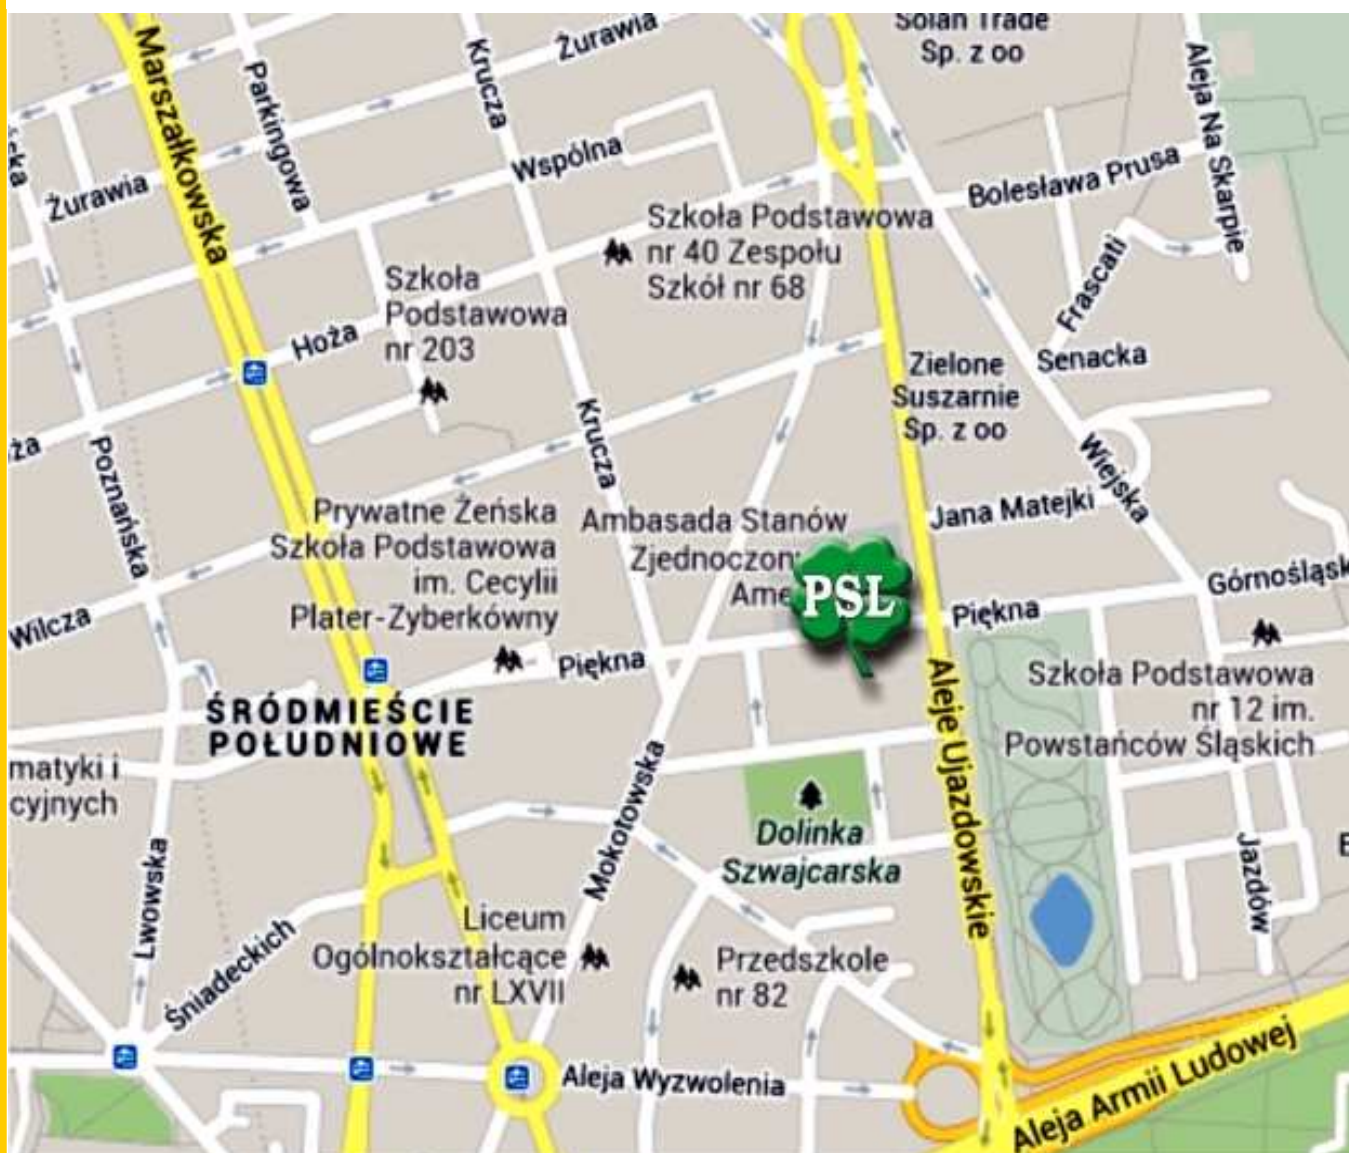 Solan Trade
Sp. z oo
Żurawia
Krucza
Marszałkowska
Parkingowa
Aleja Na Skarpie
Wspólna
Żurawia
Bolesława Prusa
Szkoła Podstawowa
nr 40 Zespołu
Szkół nr 68
Frascati
Szkoła
Podstawowa
nr 203
Hoża
Senacka
Zielone
Suszarnie
Sp. z oo
Krucza
Poznańska
Wiejska
Jana Matejki
Prywatne Żeńska
Szkoła Podstawowa
im. Cecylii
Plater-Zyberkówny
Ambasada Stanów
PSL
Górnośląsk
Piękna
Wilcza
Piękna
Szkoła Podstawowa
nr 12 im.
Powstańców Śląskich
ŚRÓDMIEŚCIE
POŁUDNIOWE
Aleje Ujazdowskie
matyki i
cyjnych
Mokotowska
Dolinka
Szwajcarska
Lwowska
Jazdów
Śniadeckich
Liceum
Ogólnokształcące
nr LXVII
Przedszkole
nr 82
Aleja Wyzwolenia
Aleja Armii Ludowej